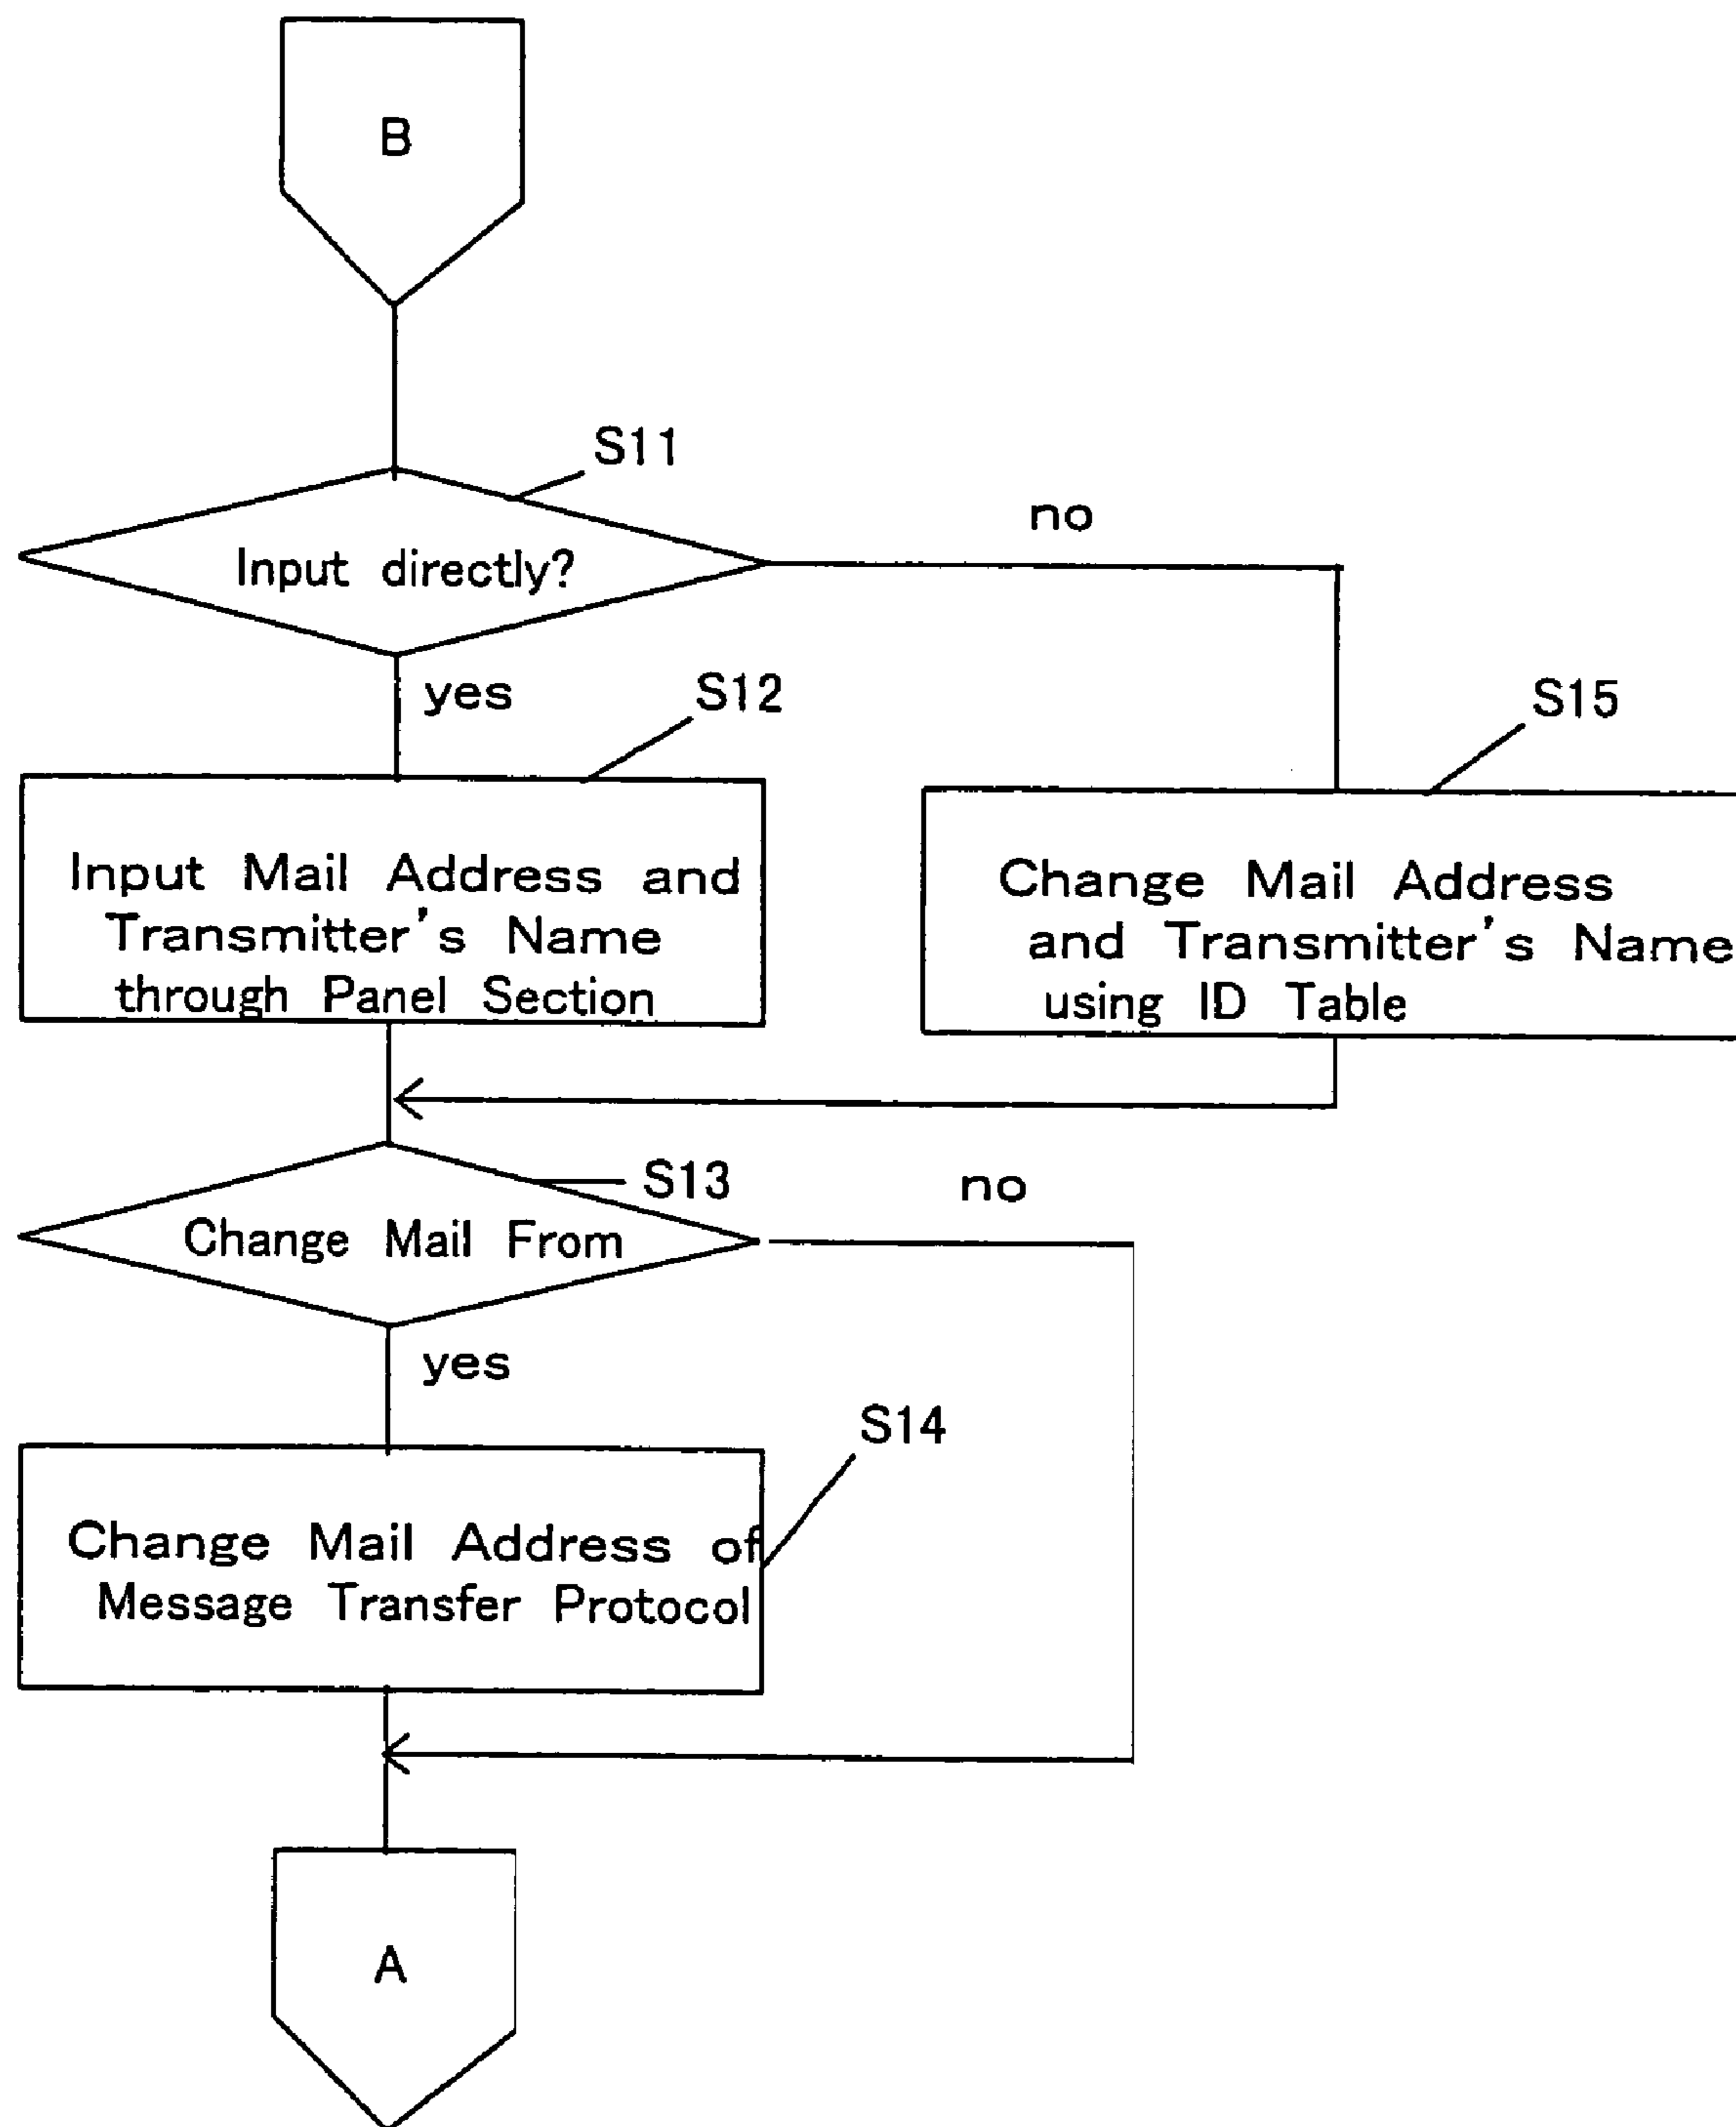 B
S11
no
Input directly?
yes
S12
S15
Input Mail Address and
Transmitter's Name
through Panel Section
Change Mail Address
and Transmitter's Name
using ID Table
S13
no
Change Mail From
yes
S14
Change Mail Address of
Message Transfer Protocol
A